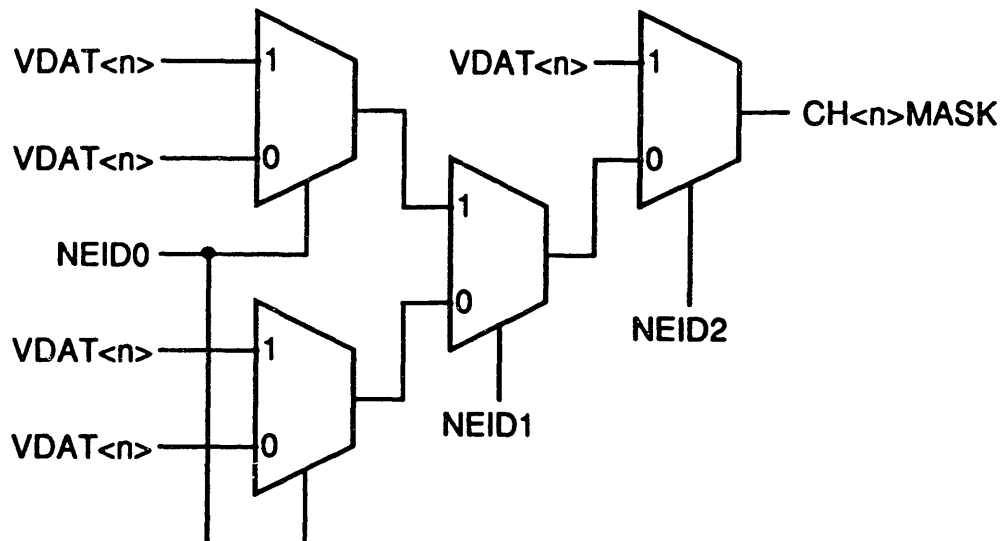 VDAT<n>
1
VDAT<n>
0
NEID0
VDAT<n>
1
VDAT<n>
0
1
0
NEID1
VDAT<n>
1
0
CH<n>MASK
NEID2